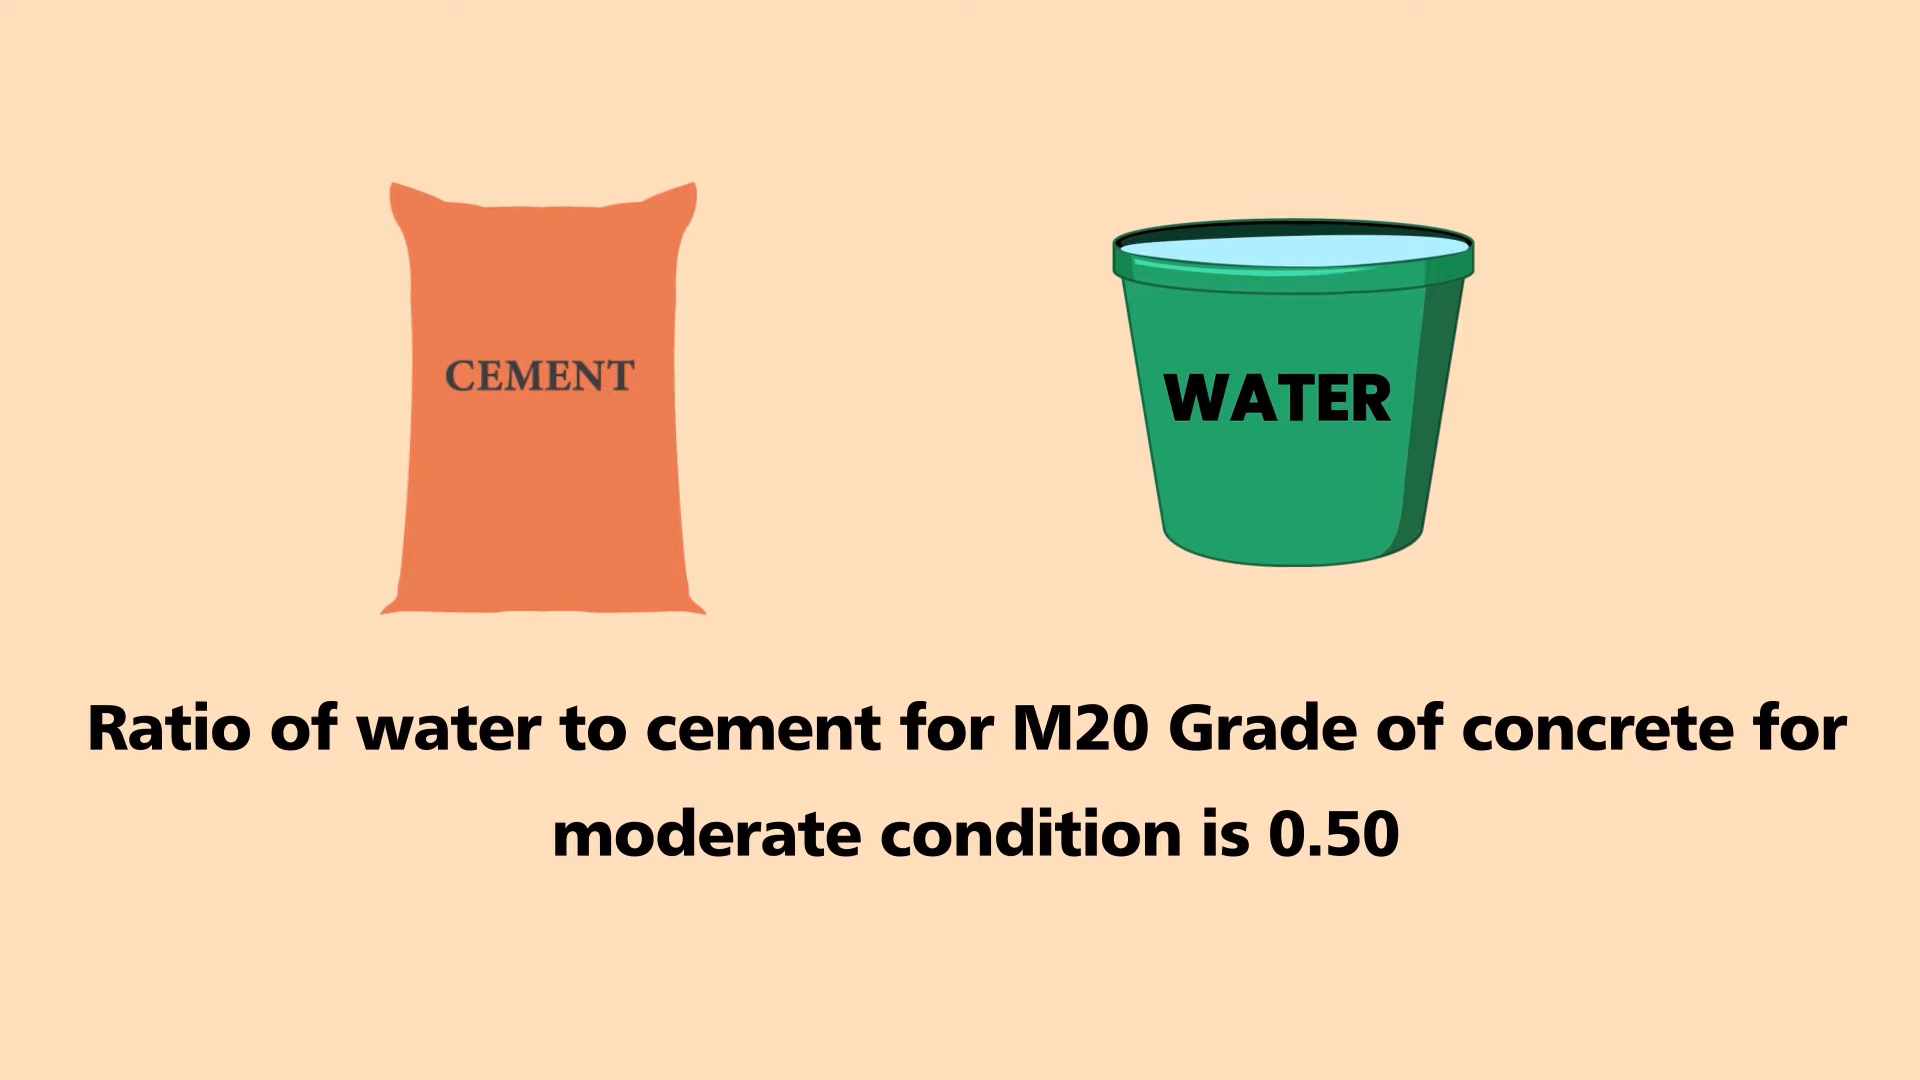 CEMENT
WATER
Ratio of water to cement for M20 Grade of concrete for
moderate condition is 0.50